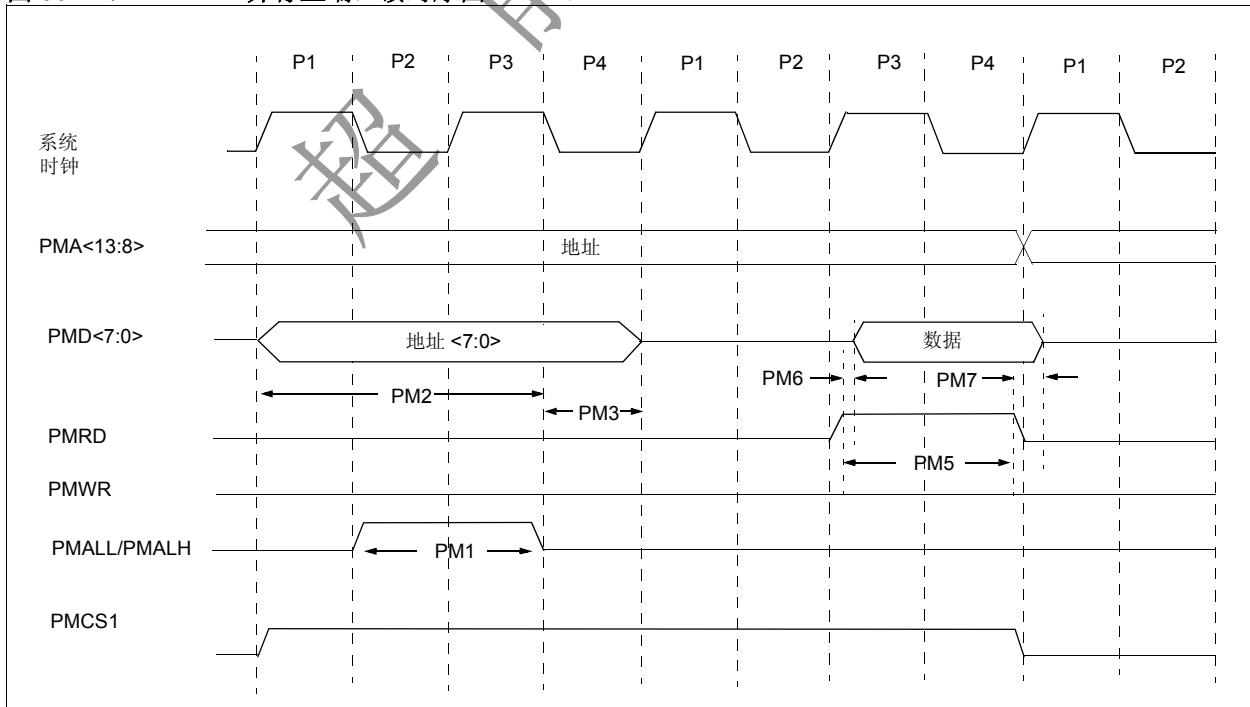 P1 P2 P3 P4 P1 P2 P3 P4 P1 P2
系统
时钟
PMA<13:8>
地址
PMD<7:0>
地址 <7:0>
数据
PM2
PM3
PM6
PM7
PMRD
PM5
PMWR
PMALL/PMALH
PM1
PMCS1
超